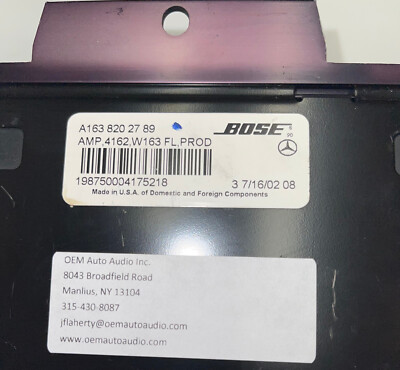 A163 820 27 89
AMP,4162,W163 FL,PROD
BOSE
198750004175218
3 7/16/02 08
Made in U.S.A. of Domestic and Foreign Components
OEM Auto Audio Inc.
8043 Broadfield Road
Manlius, NY 13104
315-430-8087
jflaherty@oemautoaudio.com
www.oemautoaudio.com